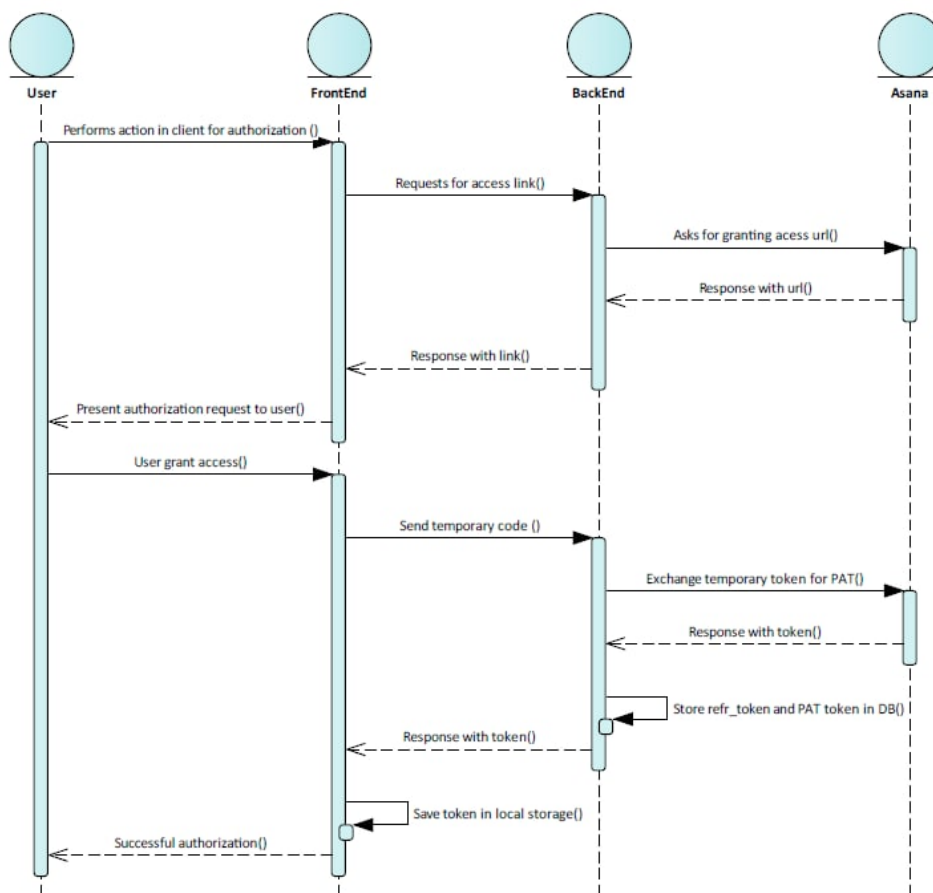 User
FrontEnd
BackEnd
Asana
Performs action in client for authorization ()
Requests for access link()
Asks for granting acess url()
Response with url()
Response with link()
Present authorization request to user()
User grant access()
Send temporary code ()
Exchange temporary token for PAT()
Response with token()
Store refr_token and PAT token in DB()
Response with token()
Save token in local storage()
Successful authorization()